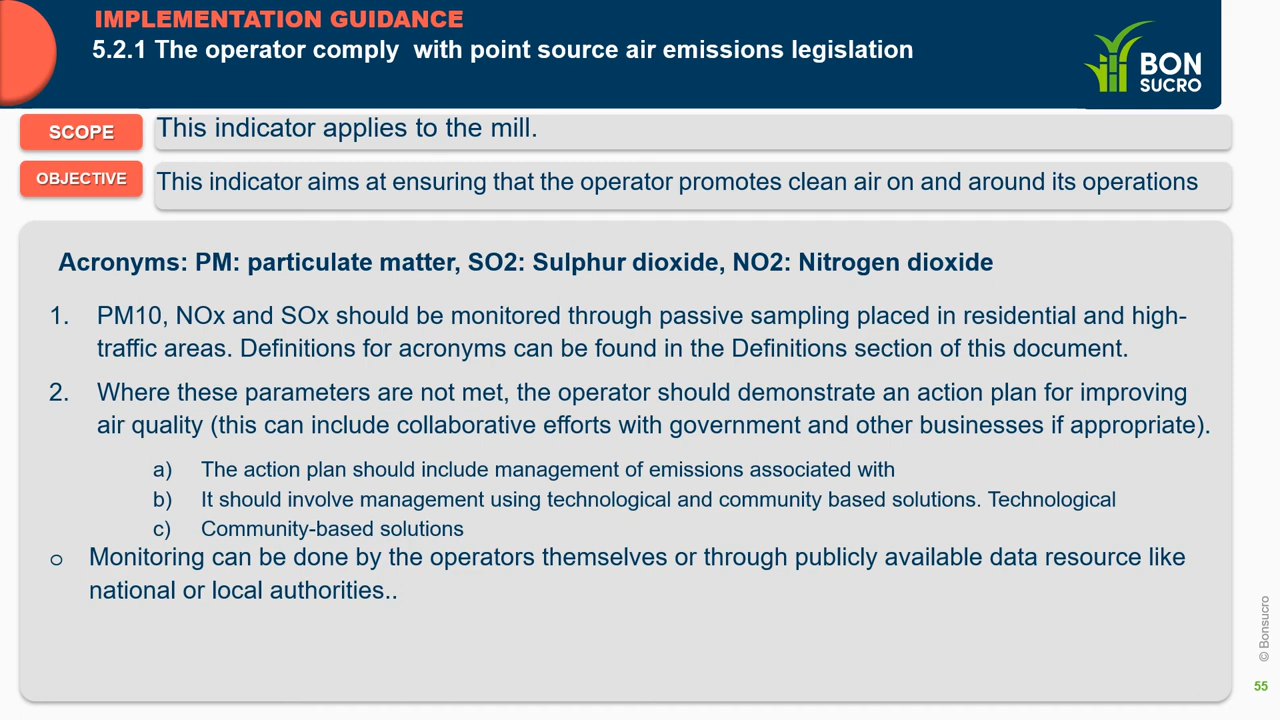 IMPLEMENTATION GUIDANCE
5.2.1 The operator comply  with point source air emissions legislation
BON
SUCRO
SCOPE
This indicator applies to the mill.
OBJECTIVE
This indicator aims at ensuring that the operator promotes clean air on and around its operations
Acronyms: PM: particulate matter, SO2: Sulphur dioxide, NO2: Nitrogen dioxide
1. PM10, NOx and SOx should be monitored through passive sampling placed in residential and high-
traffic areas. Definitions for acronyms can be found in the Definitions section of this document.
2. Where these parameters are not met, the operator should demonstrate an action plan for improving
air quality (this can include collaborative efforts with government and other businesses if appropriate).
a) The action plan should include management of emissions associated with
b) It should involve management using technological and community based solutions. Technological
c) Community-based solutions
o Monitoring can be done by the operators themselves or through publicly available data resource like
national or local authorities..
© Bonsucro
55